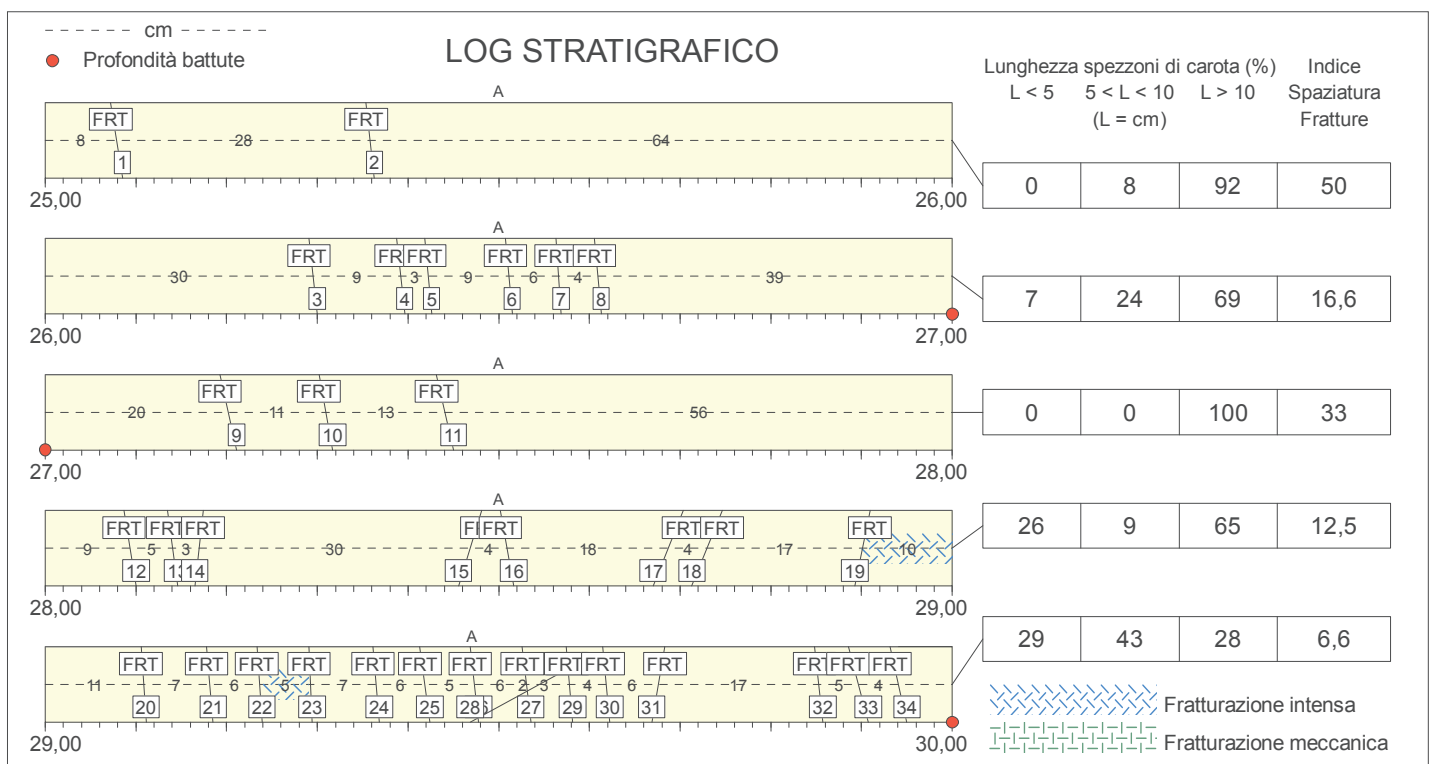 cm
Profondità battute
LOG STRATIGRAFICO
Lunghezza spezzoni di carota (%) Indice
L < 5 5 < L < 10 L > 10 Spaziatura
(L = cm) Fratture
A
FRT FRT
8 28 64
1 2
25,00 26,00
0 8 92 50
A
FRT FR FRT FRT FRT FRT
30 9 3 9 6 4 39
3 4 5 6 7 8
26,00 27,00
7 24 69 16,6
A
FRT FRT FRT
20 11 13 56
9 10 11
27,00 28,00
0 0 100 33
A
FRT FRT FRT FRT FRT FRT FRT
9 5 3 30 4 18 4 17 10
12 14 15 16 17 18 19
28,00 29,00
26 9 65 12,5
A
FRT FRT FRT FRT FRT FRT FRT FRT FRT FRT FRT FRT FRT FRT
11 7 6 5 7 6 5 6 2 3 4 6 17 5 4
20 21 22 23 24 25 28 27 29 30 31 32 33 34
29,00 30,00
29 43 28 6,6
Fratturazione intensa
Fratturazione meccanica